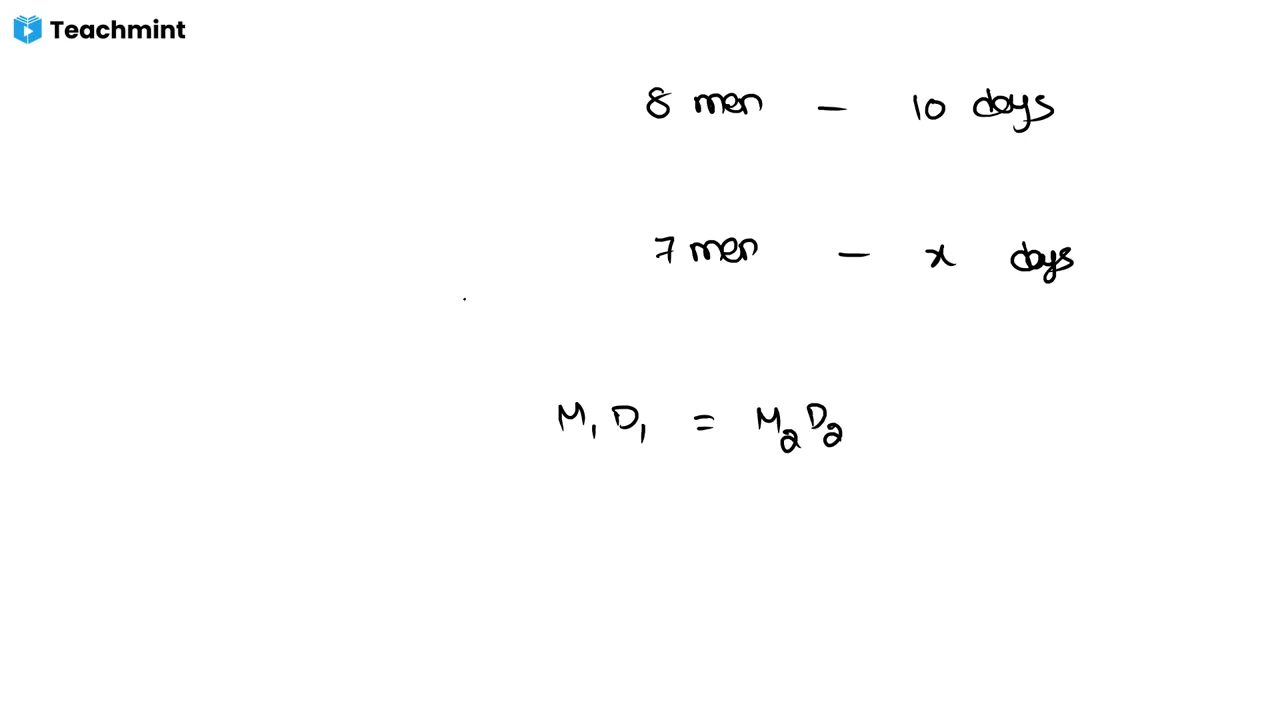 Teachmint
8 men - 10 days
7 men - x days
M₁ D₁ = M₂ D₂